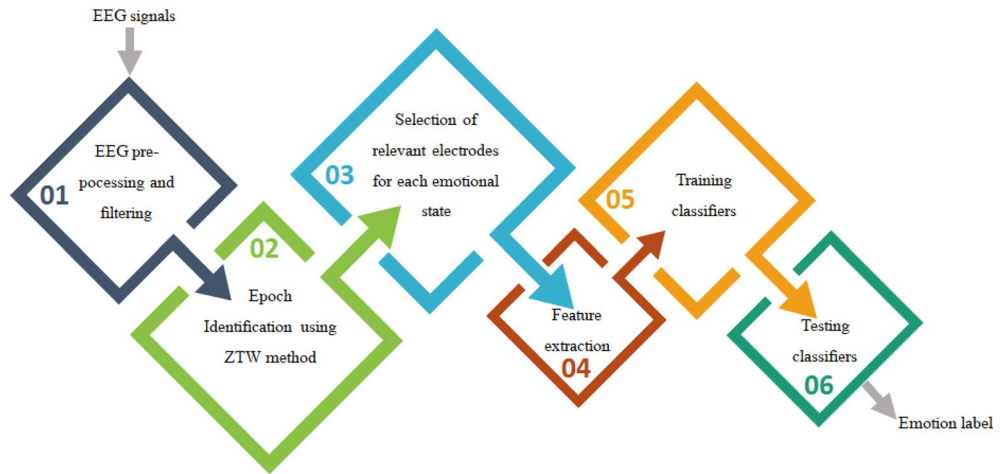 EEG signals
01
EEG pre-
pocessing and
filtering
02
Epoch
Identification using
ZTW method
03
Selection of
relevant electrodes
for each emotional
state
Feature
extraction
04
05
Training
classifiers
Testing
classifiers
06
Emotion label